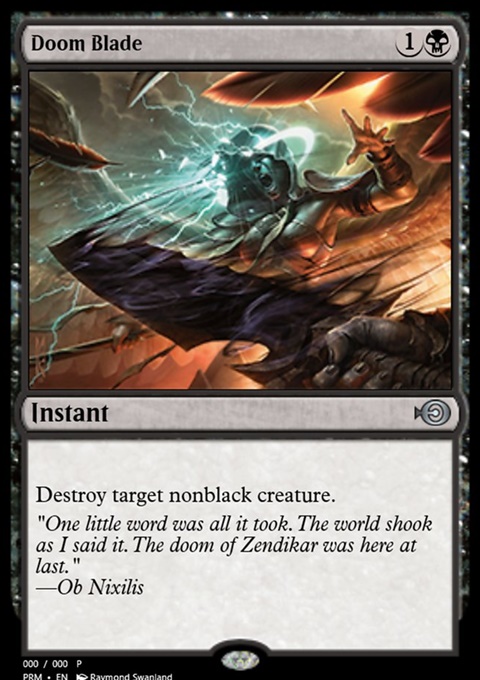 Doom Blade 1
Instant
Destroy target nonblack creature.
"One little word was all it took. The world shook
as I said it. The doom of Zendikar was here at
last."
—Ob Nixilis
000 / 000 P
PRM • EN Raymond Swanland